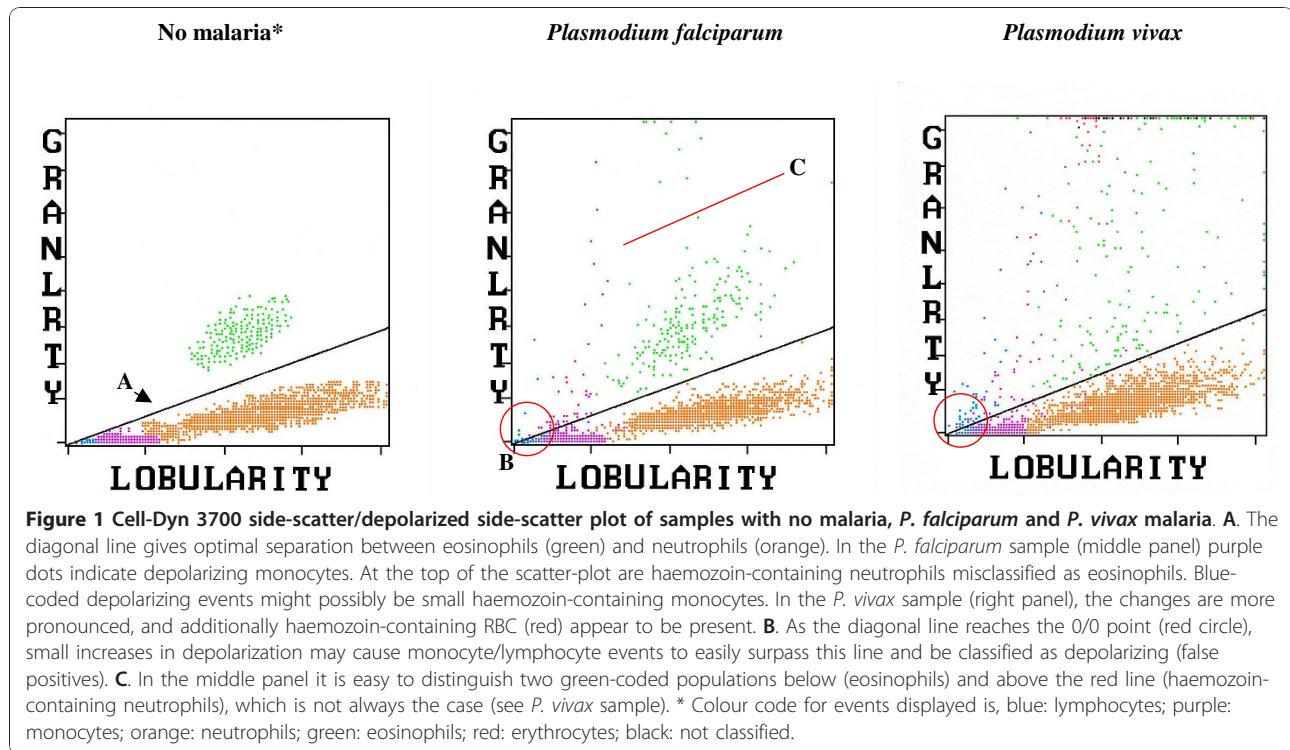 No malaria*
Plasmodium falciparum
Plasmodium vivax
GRANLRTY
A
LOBULARITY
GRANLRTY
C
B
LOBULARITY
GRANLRTY
LOBULARITY
Figure 1 Cell-Dyn 3700 side-scatter/depolarized side-scatter plot of samples with no malaria, P. falciparum and P. vivax malaria. A. The
diagonal line gives optimal separation between eosinophils (green) and neutrophils (orange). In the P. falciparum sample (middle panel) purple
dots indicate depolarizing monocytes. At the top of the scatter-plot are haemozoin-containing neutrophils misclassified as eosinophils. Blue-
coded depolarizing events might possibly be small haemozoin-containing monocytes. In the P. vivax sample (right panel), the changes are more
pronounced, and additionally haemozoin-containing RBC (red) appear to be present. B. As the diagonal line reaches the 0/0 point (red circle),
small increases in depolarization may cause monocyte/lymphocyte events to easily surpass this line and be classified as depolarizing (false
positives). C. In the middle panel it is easy to distinguish two green-coded populations below (eosinophils) and above the red line (haemozoin-
containing neutrophils), which is not always the case (see P. vivax sample). * Colour code for events displayed is, blue: lymphocytes; purple:
monocytes; orange: neutrophils; green: eosinophils; red: erythrocytes; black: not classified.